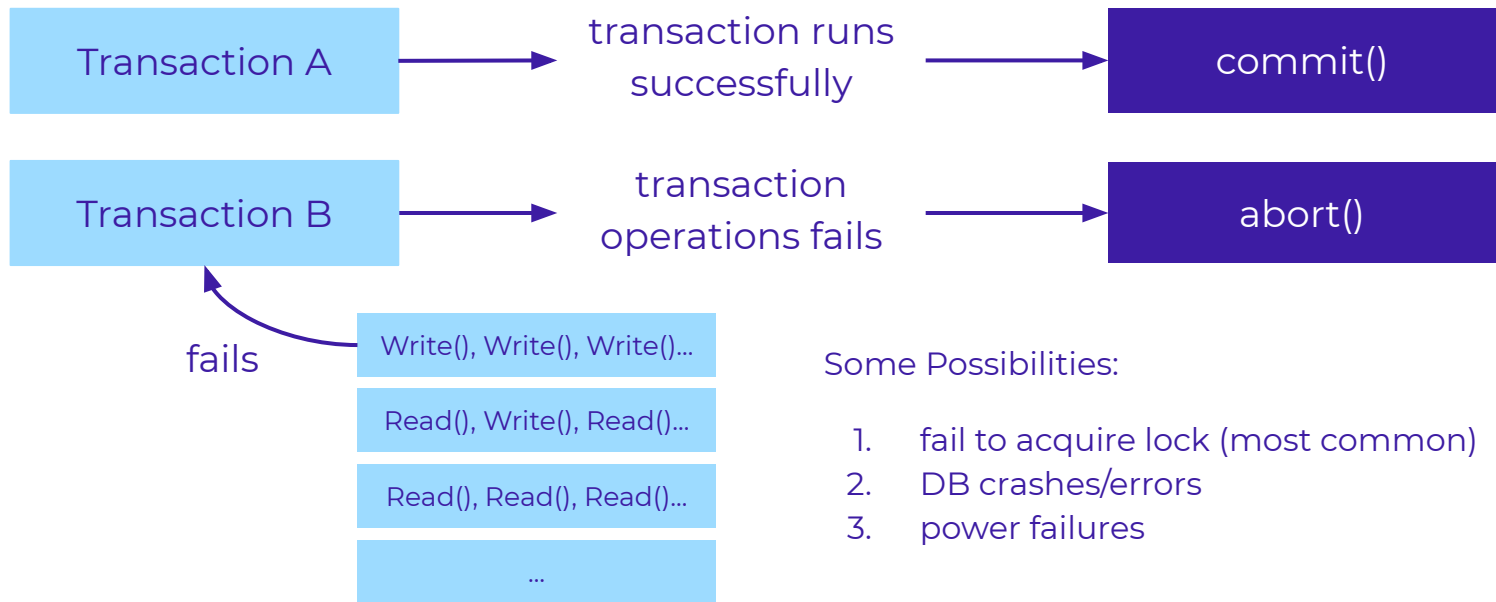 Transaction A
transaction runs
successfully
commit()
Transaction B
transaction
operations fails
abort()
fails
Write(), Write(), Write()...
Read(), Write(), Read()...
Read(), Read(), Read()...
...
Some Possibilities:
1. fail to acquire lock (most common)
2. DB crashes/errors
3. power failures